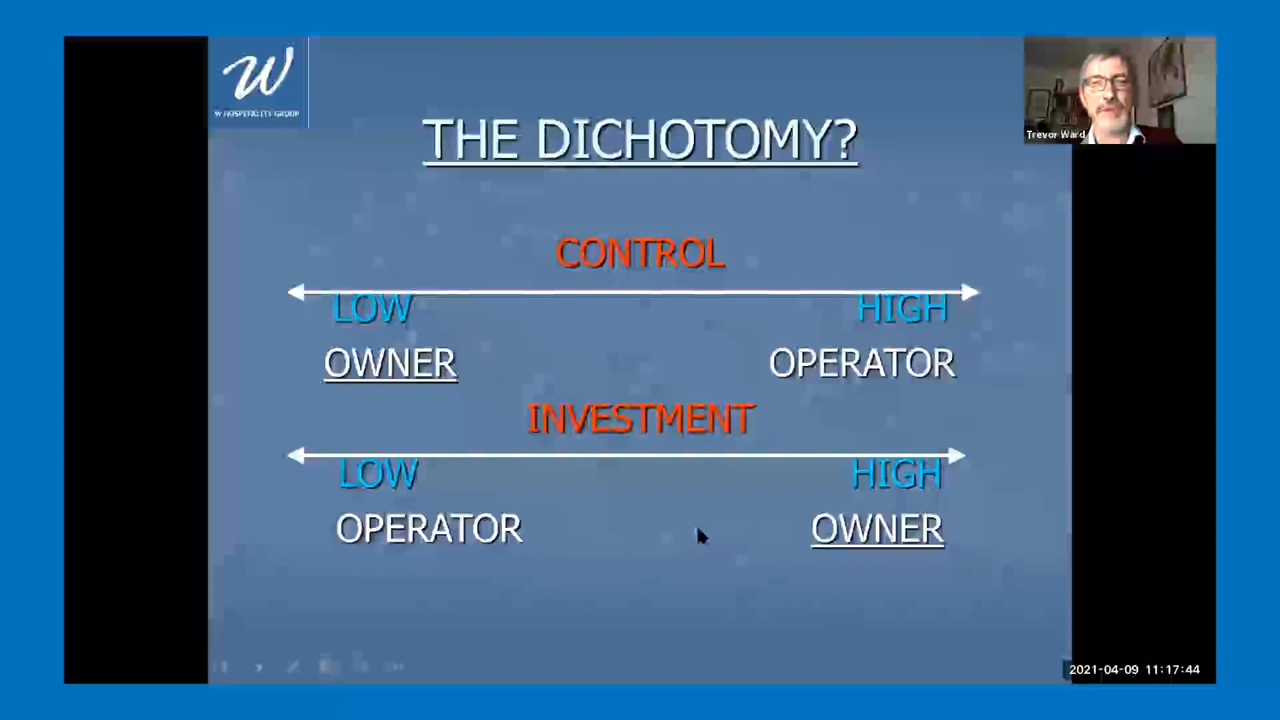 W
W HOSPITALITY GROUP
Trevor Ward
THE DICHOTOMY?
CONTROL
LOW HIGH
OWNER OPERATOR
INVESTMENT
LOW HIGH
OPERATOR OWNER
2021-04-09 11:17:44